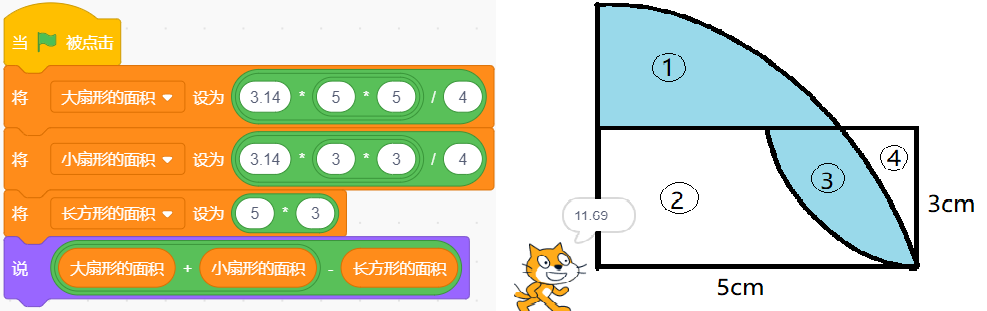 当 被点击
将 大扇形的面积 设为 3.14 * 5 * 5 / 4
将 小扇形的面积 设为 3.14 * 3 * 3 / 4
将 长方形的面积 设为 5 * 3
说 大扇形的面积 + 小扇形的面积 - 长方形的面积
①
②
③
④
3cm
5cm
11.69